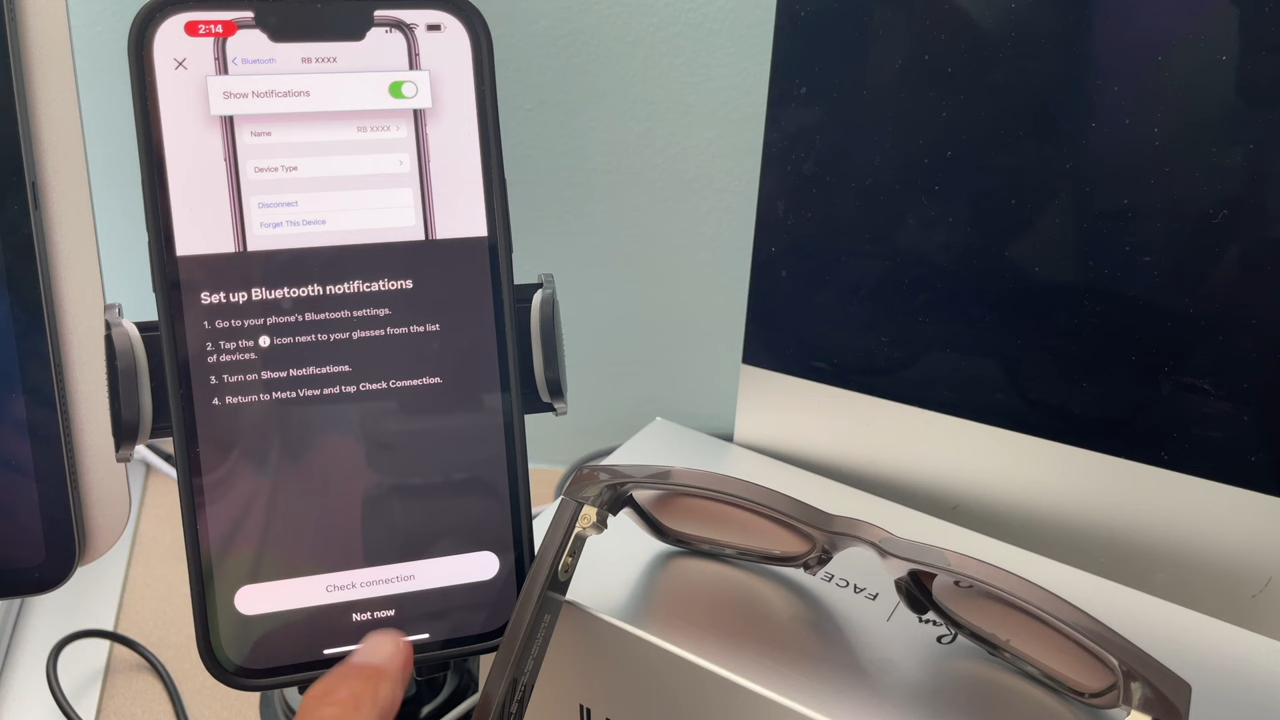 2:14
Bluetooth RB XXXX
Show Notifications
Name RB XXXX
Device Type
Disconnect
Forget This Device
Set up Bluetooth notifications
1. Go to your phone's Bluetooth settings.
2. Tap the i icon next to your glasses from the list
of devices.
3. Turn on Show Notifications.
4. Return to Meta View and tap Check Connection.
Check connection
Not now
Ran
FACE